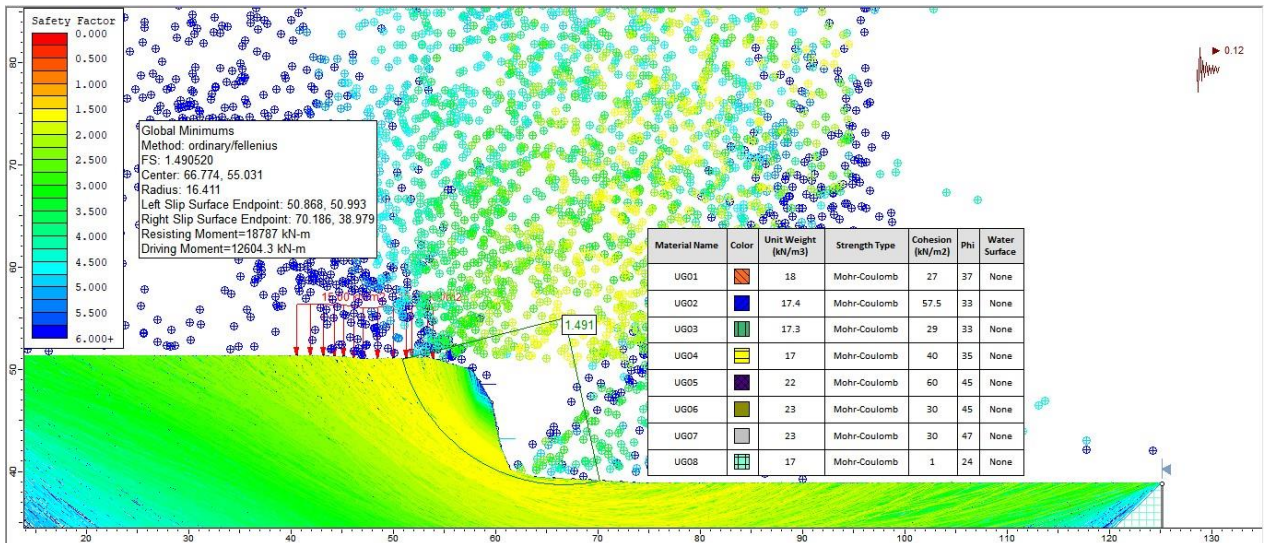 Safety Factor
0.000
0.500
1.000
1.500
2.000
2.500
3.000
3.500
4.000
4.500
5.000
5.500
6.000+
Global Minimums
Method: ordinary/fellenius
FS: 1.490520
Center: 66.774, 55.031
Radius: 16.411
Left Slip Surface Endpoint: 50.868, 50.993
Right Slip Surface Endpoint: 70.186, 38.979
Resisting Moment=18787 kN-m
Driving Moment=12604.3 kN-m
0.12
1.491
Material Name Color Unit Weight (kN/m3) Strength Type Cohesion (kN/m2) Phi Water Surface
UG01 18 Mohr-Coulomb 27 37 None
UG02 17.4 Mohr-Coulomb 57.5 33 None
UG03 17.3 Mohr-Coulomb 29 33 None
UG04 17 Mohr-Coulomb 40 35 None
UG05 22 Mohr-Coulomb 60 45 None
UG06 23 Mohr-Coulomb 30 45 None
UG07 23 Mohr-Coulomb 30 47 None
UG08 17 Mohr-Coulomb 1 24 None
80
70
60
50
40
20 30 40 50 60 70 80 90 100 110 120 130